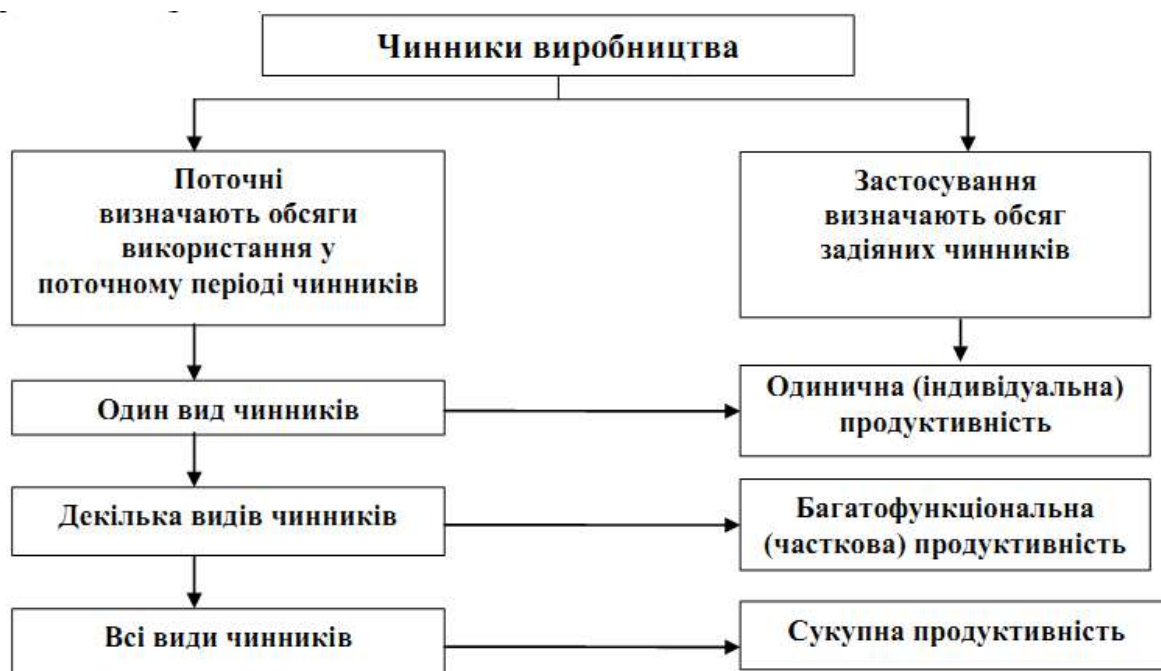 Чинники виробництва
Поточні
визначають обсяги
використання у
поточному періоді чинників
Застосування
визначають обсяг
задіяних чинників
Один вид чинників
Одинична (індивідуальна)
продуктивність
Декілька видів чинників
Багатофункціональна
(часткова) продуктивність
Всі види чинників
Сукупна продуктивність